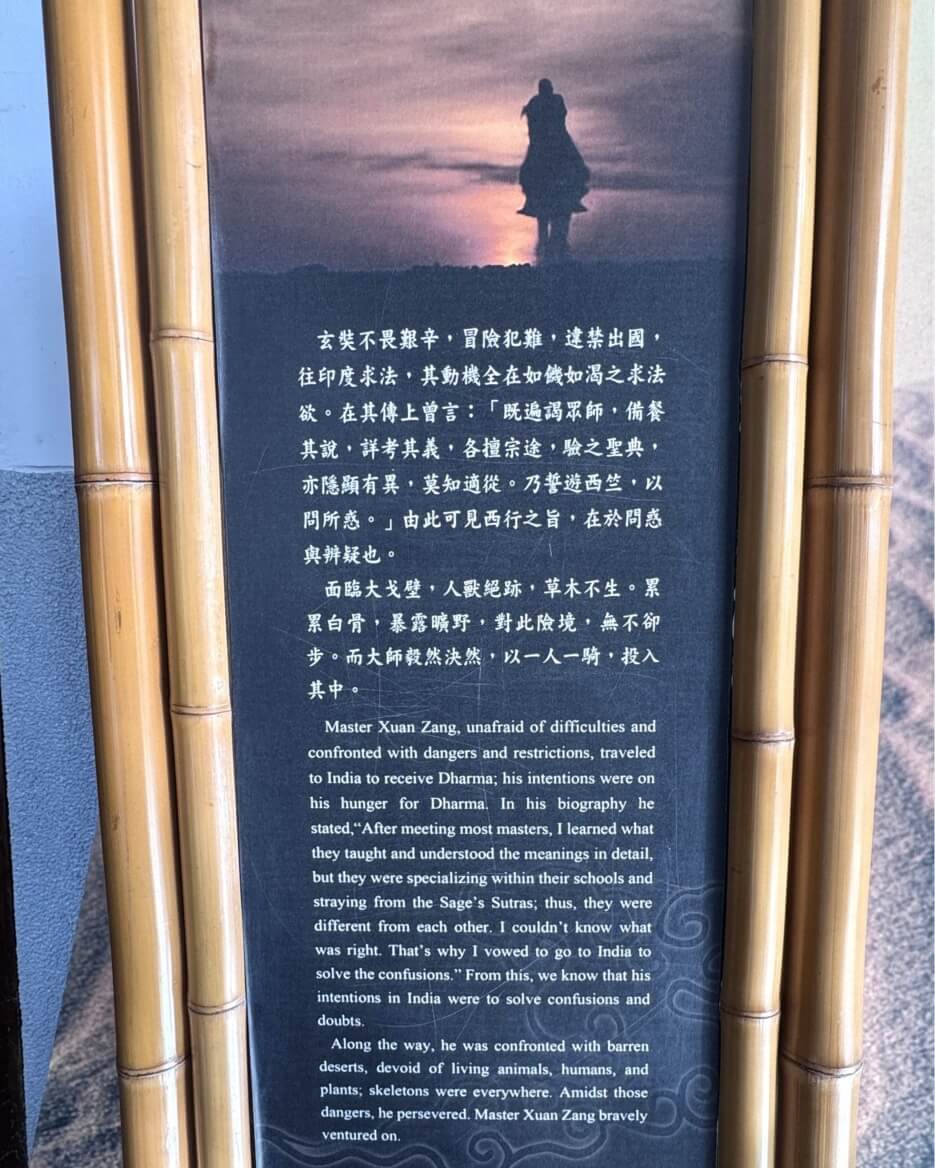 玄奘不畏艱辛，冒險犯難，違禁出國，
往印度求法，其動機全在如饑如渴之求法
欲。在其傳上曾言：「既遍謁眾師，備餐
其說，詳考其義，各擅宗途，驗之聖典，
亦隱顯有異，莫知適從。乃誓遊西竺，以
問所惑。」由此可見西行之旨，在於問惑
與辨疑也。
面臨大戈壁，人獸絕跡，草木不生。累
累白骨，暴露曠野，對此險境，無不卻
步。而大師毅然決然，以一人一騎，投入
其中。
Master Xuan Zang, unafraid of difficulties and
confronted with dangers and restrictions, traveled
to India to receive Dharma; his intentions were on
his hunger for Dharma. In his biography he
stated,“After meeting most masters, I learned what
they taught and understood the meanings in detail,
but they were specializing within their schools and
straying from the Sage's Sutras; thus, they were
different from each other. I couldn't know what
was right. That's why I vowed to go to India to
solve the confusions.” From this, we know that his
intentions in India were to solve confusions and
doubts.
Along the way, he was confronted with barren
deserts, devoid of living animals, humans, and
plants; skeletons were everywhere. Amidst those
dangers, he persevered. Master Xuan Zang bravely
ventured on.